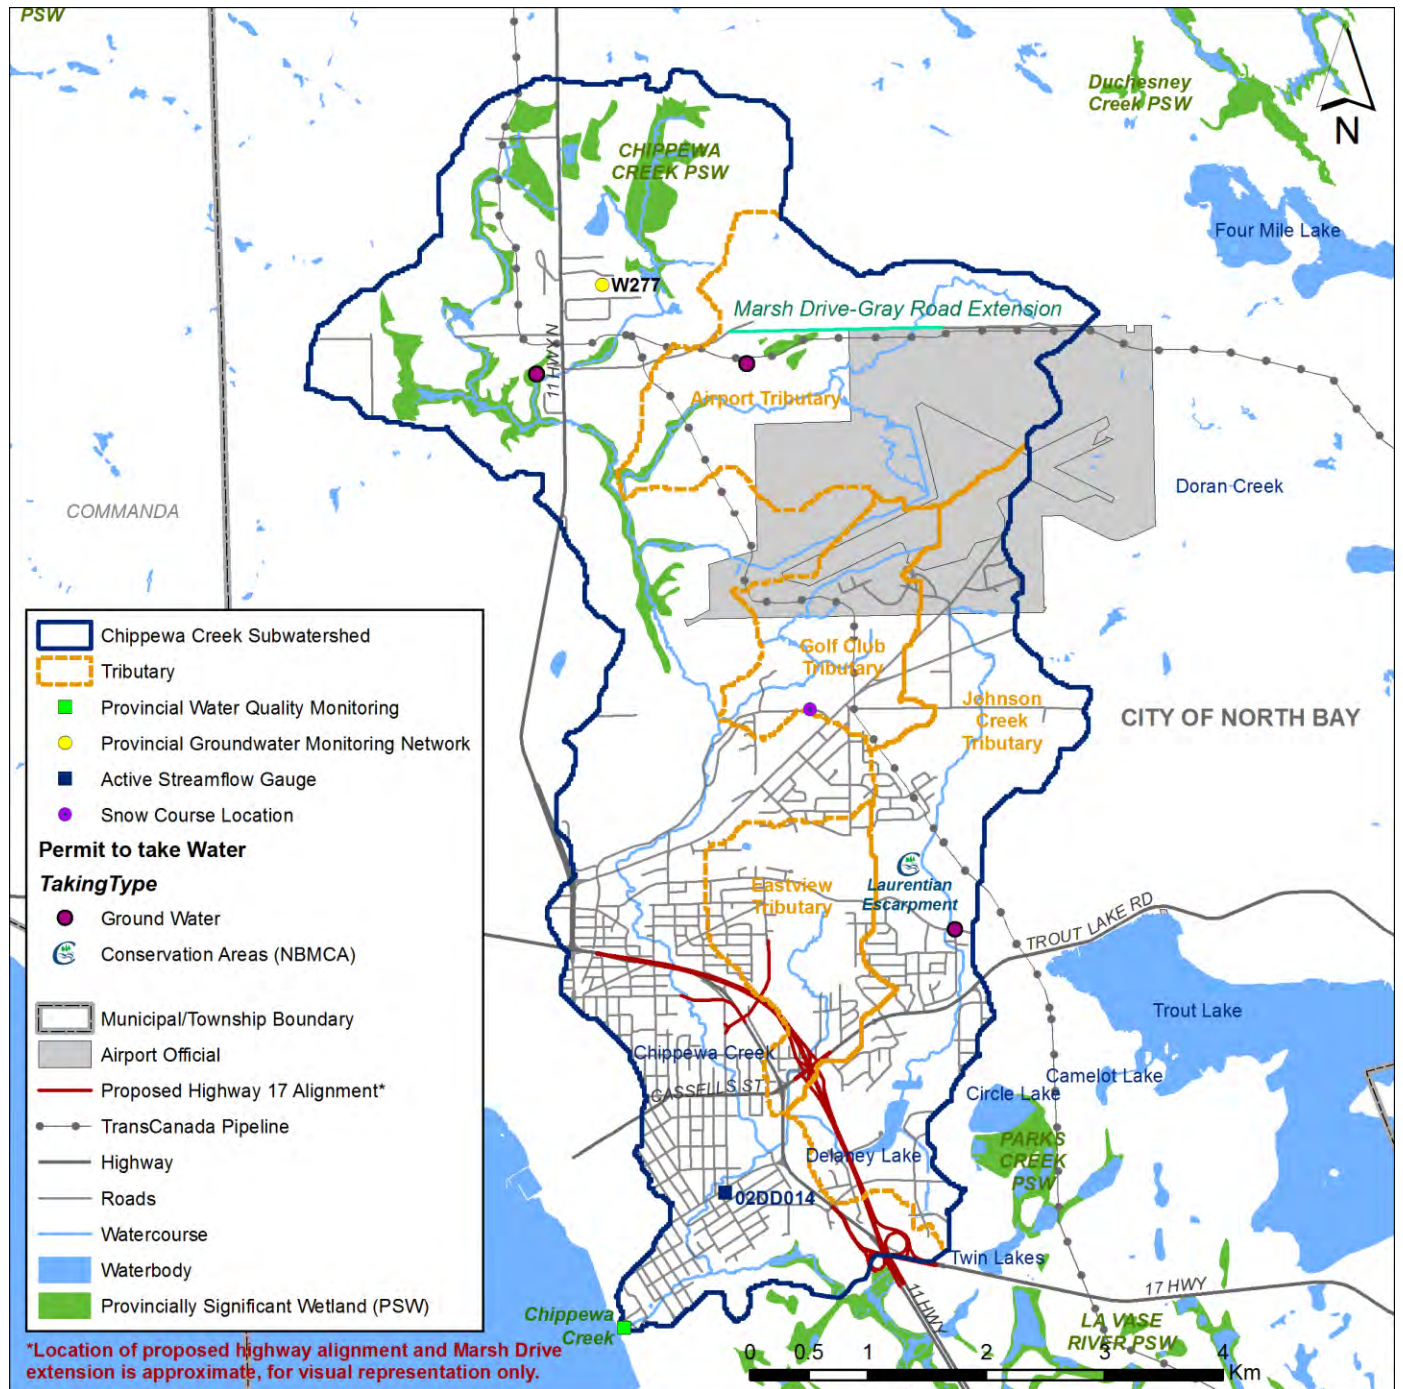 PSW
Duchesney
Creek PSW
N
CHIPPEWA
CREEK PSW
Four Mile Lake
W277
Marsh Drive-Gray Road Extension
11 HWY N
Airport Tributary
Doran Creek
COMMANDA
Golf Club
Tributary
Johnson
Creek
Tributary
CITY OF NORTH BAY
Eastview
Tributary
Laurentian
Escarpment
TROUT LAKE RD
Trout Lake
Chippewa Creek
CASSELLS ST
Camelot Lake
Circle Lake
PARKS
CREEK
PSW
Delaney Lake
02DD014
Twin Lakes
17 HWY
11 HWY
LA VASE
RIVER PSW
Chippewa
Creek
Chippewa Creek Subwatershed
Tributary
Provincial Water Quality Monitoring
Provincial Groundwater Monitoring Network
Active Streamflow Gauge
Snow Course Location
Permit to take Water
TakingType
Ground Water
Conservation Areas (NBMCA)
Municipal/Township Boundary
Airport Official
Proposed Highway 17 Alignment*
TransCanada Pipeline
Highway
Roads
Watercourse
Waterbody
Provincially Significant Wetland (PSW)
*Location of proposed highway alignment and Marsh Drive
extension is approximate, for visual representation only.
0 0.5 1 2 3 4
Km